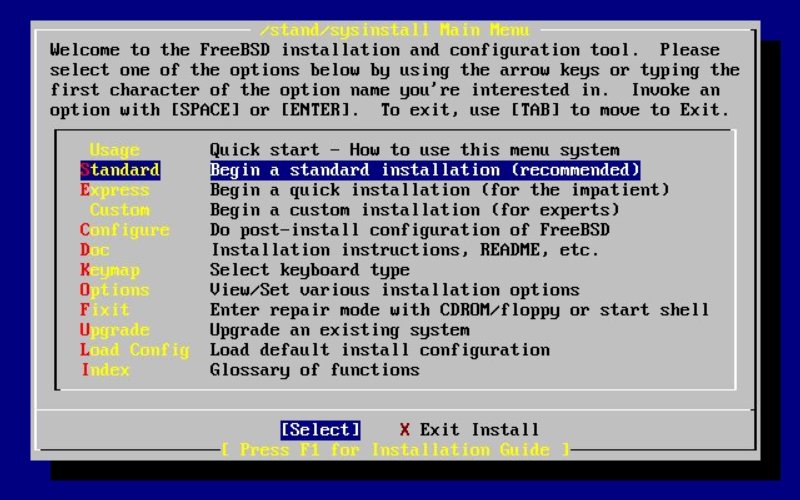 /stand/sysinstall Main Menu
Welcome to the FreeBSD installation and configuration tool.  Please
select one of the options below by using the arrow keys or typing the
first character of the option name you're interested in.  Invoke an
option with [SPACE] or [ENTER].  To exit, use [TAB] to move to Exit.
Usage Quick start - How to use this menu system
Standard Begin a standard installation (recommended)
Express Begin a quick installation (for the impatient)
Custom Begin a custom installation (for experts)
Configure Do post-install configuration of FreeBSD
Doc Installation instructions, README, etc.
Keymap Select keyboard type
Options View/Set various installation options
Fixit Enter repair mode with CDROM/floppy or start shell
Upgrade Upgrade an existing system
Load Config Load default install configuration
Index Glossary of functions
[Select] X Exit Install
[ Press F1 for Installation Guide ]